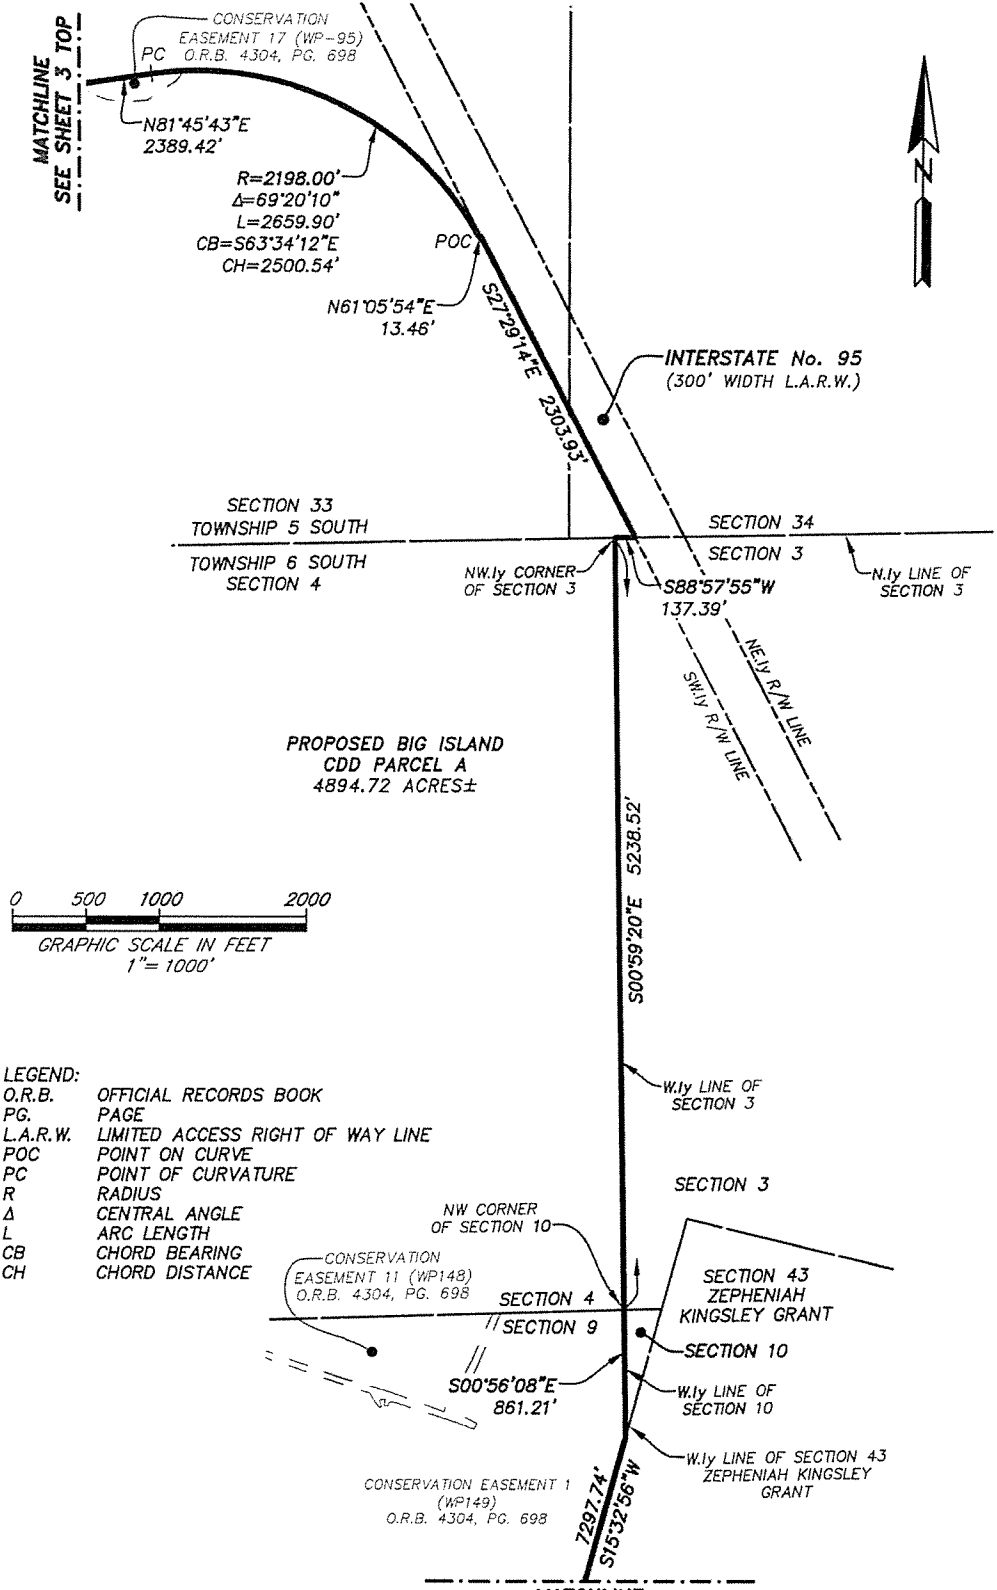 CONSERVATION
EASEMENT 17 (WP-95)
O.R.B. 4304, PG. 698
PC
MATCHLINE
SEE SHEET 3 TOP
N81°45'43"E
2389.42'
R=2198.00'
Δ=69°20'10"
L=2659.90'
CB=S63°34'12"E
CH=2500.54'
POC
N61°05'54"E
13.46'
S27°29'14"E 2303.93'
N
INTERSTATE No. 95
(300' WIDTH L.A.R.W.)
SECTION 33
TOWNSHIP 5 SOUTH
TOWNSHIP 6 SOUTH
SECTION 4
SECTION 34
SECTION 3
NW.ly CORNER
OF SECTION 3
S88°57'55"W
137.39'
N.ly LINE OF
SECTION 3
NE.ly R/W LINE
SW.ly R/W LINE
PROPOSED BIG ISLAND
CDD PARCEL A
4894.72 ACRES±
S00°59'20"E 5238.52'
0 500 1000 2000
GRAPHIC SCALE IN FEET
1"= 1000'
W.ly LINE OF
SECTION 3
LEGEND:
O.R.B. OFFICIAL RECORDS BOOK
PG. PAGE
L.A.R.W. LIMITED ACCESS RIGHT OF WAY LINE
POC POINT ON CURVE
PC POINT OF CURVATURE
R RADIUS
Δ CENTRAL ANGLE
L ARC LENGTH
CB CHORD BEARING
CH CHORD DISTANCE
SECTION 3
NW CORNER
OF SECTION 10
CONSERVATION
EASEMENT 11 (WP148)
O.R.B. 4304, PG. 698
SECTION 4
SECTION 9
SECTION 43
ZEPHENIAH
KINGSLEY GRANT
SECTION 10
S00°56'08"E
861.21'
W.ly LINE OF
SECTION 10
W.ly LINE OF SECTION 43
ZEPHENIAH KINGSLEY
GRANT
CONSERVATION EASEMENT 1
(WP149)
O.R.B. 4304, PG. 698
7297.74'
S15°32'56"W